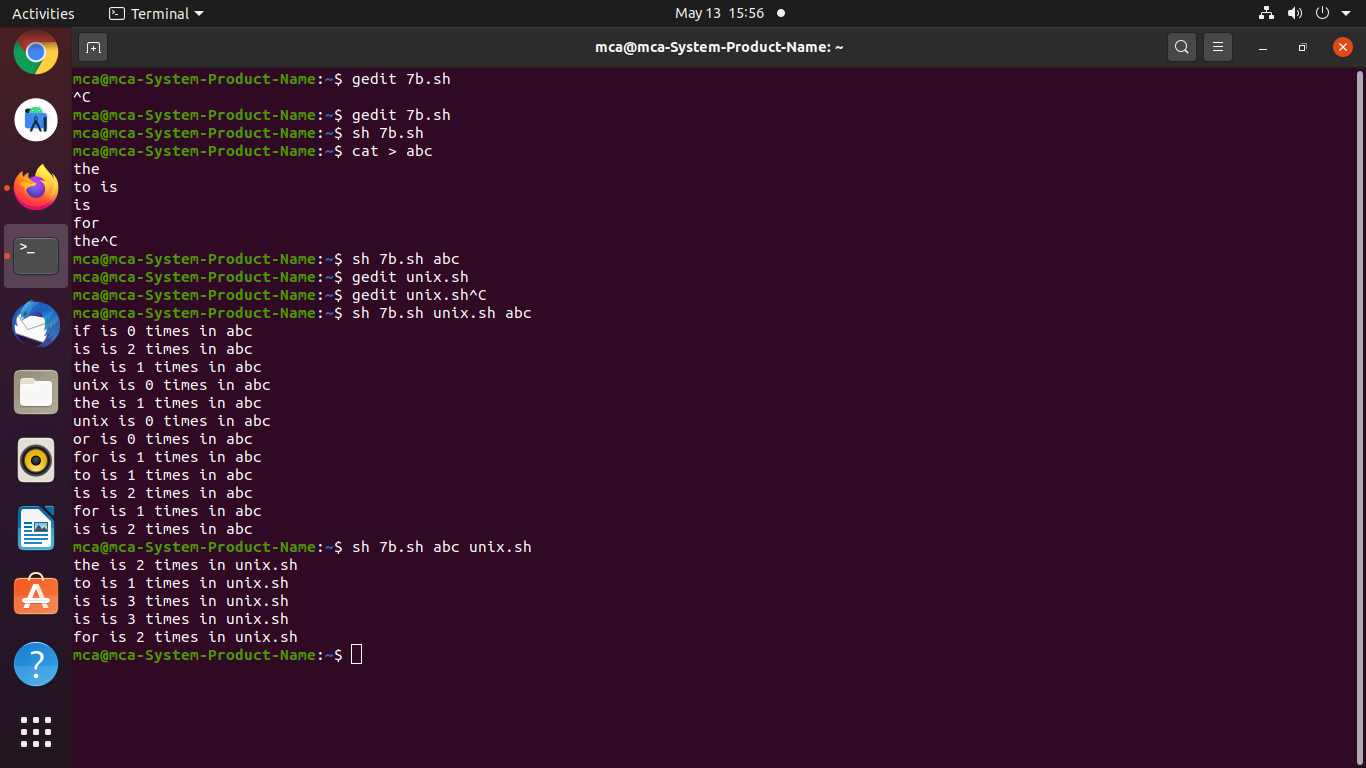 Activities Terminal May 13 15:56
mca@mca-System-Product-Name: ~
mca@mca-System-Product-Name:~$ gedit 7b.sh
^C
mca@mca-System-Product-Name:~$ gedit 7b.sh
mca@mca-System-Product-Name:~$ sh 7b.sh
mca@mca-System-Product-Name:~$ cat > abc
the
to is
is
for
the^C
mca@mca-System-Product-Name:~$ sh 7b.sh abc
mca@mca-System-Product-Name:~$ gedit unix.sh
mca@mca-System-Product-Name:~$ gedit unix.sh^C
mca@mca-System-Product-Name:~$ sh 7b.sh unix.sh abc
if is 0 times in abc
is is 2 times in abc
the is 1 times in abc
unix is 0 times in abc
the is 1 times in abc
unix is 0 times in abc
or is 0 times in abc
for is 1 times in abc
to is 1 times in abc
is is 2 times in abc
for is 1 times in abc
is is 2 times in abc
mca@mca-System-Product-Name:~$ sh 7b.sh abc unix.sh
the is 2 times in unix.sh
to is 1 times in unix.sh
is is 3 times in unix.sh
is is 3 times in unix.sh
for is 2 times in unix.sh
mca@mca-System-Product-Name:~$